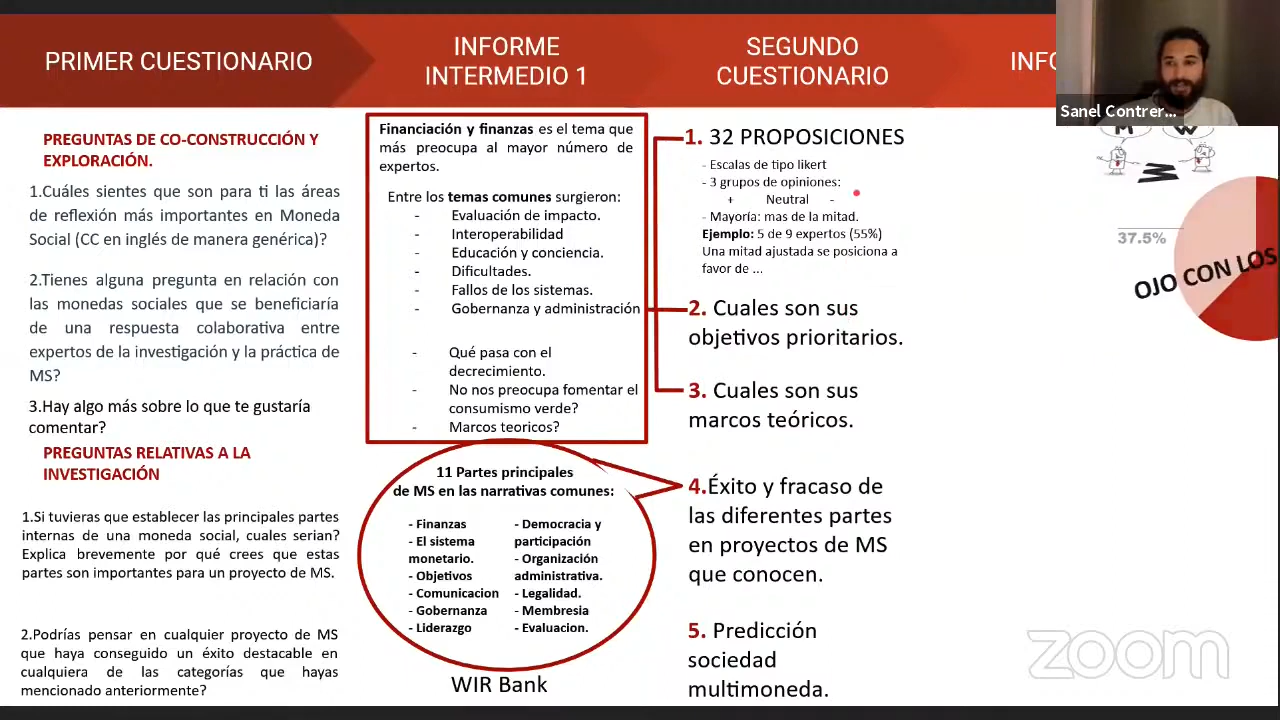 PRIMER CUESTIONARIO
INFORME
INTERMEDIO 1
SEGUNDO
CUESTIONARIO
Sanel Contrer...
PREGUNTAS DE CO-CONSTRUCCIÓN Y
EXPLORACIÓN.
1.Cuáles sientes que son para ti las áreas
de reflexión más importantes en Moneda
Social (CC en inglés de manera genérica)?
2.Tienes alguna pregunta en relación con
las monedas sociales que se beneficiaría
de una respuesta colaborativa entre
expertos de la investigación y la práctica de
MS?
3.Hay algo más sobre lo que te gustaría
comentar?
PREGUNTAS RELATIVAS A LA
INVESTIGACIÓN
1.Si tuvieras que establecer las principales partes
internas de una moneda social, cuales serian?
Explica brevemente por qué crees que estas
partes son importantes para un proyecto de MS.
2.Podrías pensar en cualquier proyecto de MS
que haya conseguido un éxito destacable en
cualquiera de las categorías que hayas
mencionado anteriormente?
Financiación y finanzas es el tema que
más preocupa al mayor número de
expertos.
Entre los temas comunes surgieron:
- Evaluación de impacto.
- Interoperabilidad
- Educación y conciencia.
- Dificultades.
- Fallos de los sistemas.
- Gobernanza y administración
- Qué pasa con el
decrecimiento.
- No nos preocupa fomentar el
consumismo verde?
- Marcos teoricos?
11 Partes principales
de MS en las narrativas comunes:
- Finanzas
- El sistema
monetario.
- Objetivos
- Comunicacion
- Gobernanza
- Liderazgo
- Democracia y
participación
- Organización
administrativa.
- Legalidad.
- Membresia
- Evaluacion.
WIR Bank
1. 32 PROPOSICIONES
- Escalas de tipo likert
- 3 grupos de opiniones:
+ Neutral -
- Mayoría: mas de la mitad.
Ejemplo: 5 de 9 expertos (55%)
Una mitad ajustada se posiciona a
favor de ...
2. Cuales son sus
objetivos prioritarios.
3. Cuales son sus
marcos teóricos.
4.Éxito y fracaso de
las diferentes partes
en proyectos de MS
que conocen.
5. Predicción
sociedad
multimoneda.
37.5%
OJO CON LOS
zoom